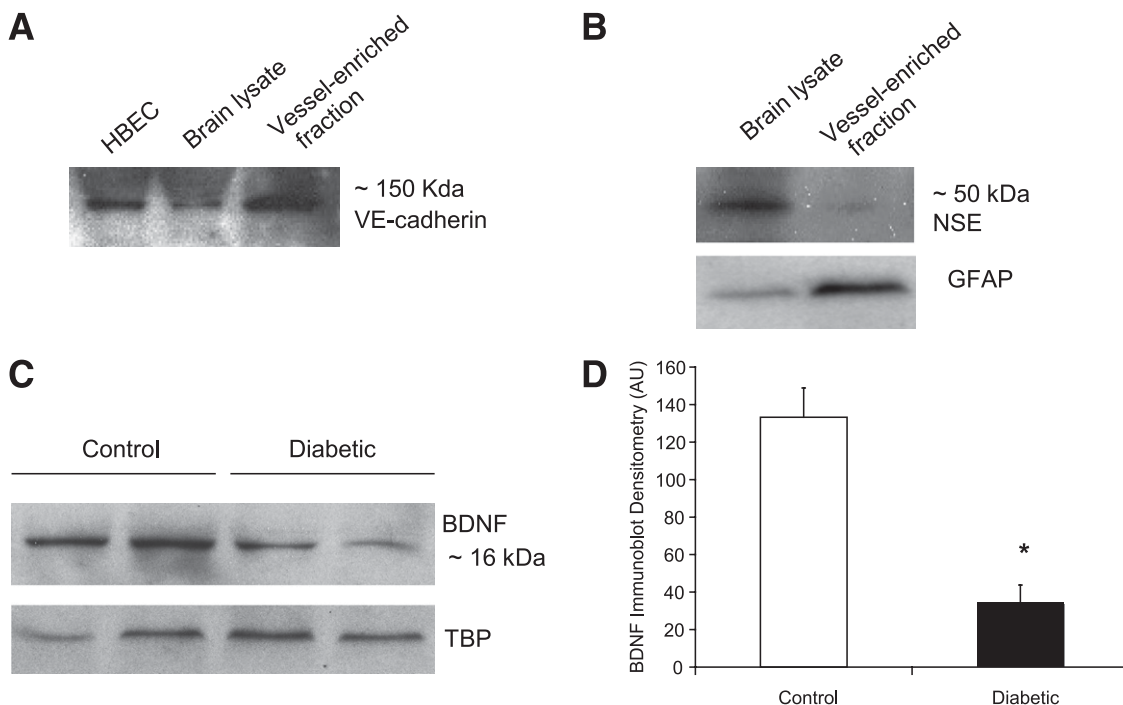 A
HBEC
Brain lysate
Vessel-enriched
fraction
~ 150 Kda
VE-cadherin
B
Brain lysate
Vessel-enriched
fraction
~ 50 kDa
NSE
GFAP
C
Control
Diabetic
BDNF
~ 16 kDa
TBP
D
BDNF Immunoblot Densitometry (AU)
160
140
120
100
80
60
40
20
0
*
Control
Diabetic